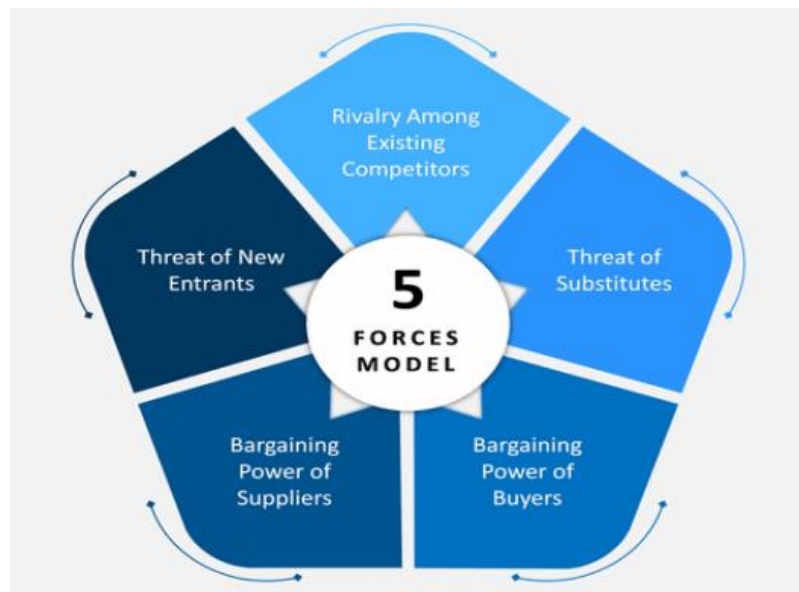 Rivalry Among
Existing
Competitors
Threat of New
Entrants
Threat of
Substitutes
5
FORCES
MODEL
Bargaining
Power of
Suppliers
Bargaining
Power of
Buyers